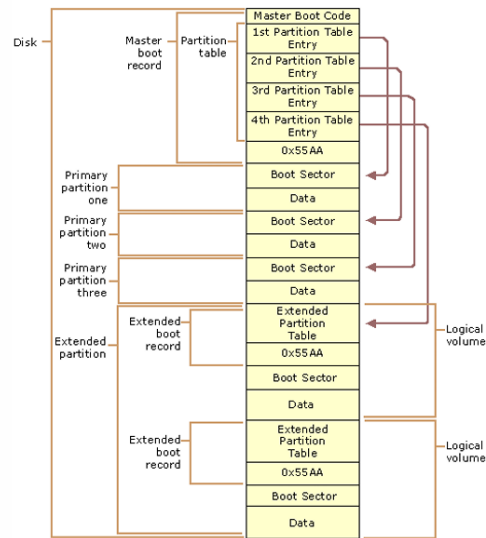 Disk
Master
boot
record
Partition
table
Master Boot Code
1st Partition Table
Entry
2nd Partition Table
Entry
3rd Partition Table
Entry
4th Partition Table
Entry
0x55AA
Primary
partition
one
Boot Sector
Data
Primary
partition
two
Boot Sector
Data
Primary
partition
three
Boot Sector
Data
Extended
partition
Extended
boot
record
Extended
Partition
Table
0x55AA
Boot Sector
Data
Logical
volume
Extended
boot
record
Extended
Partition
Table
0x55AA
Boot Sector
Data
Logical
volume